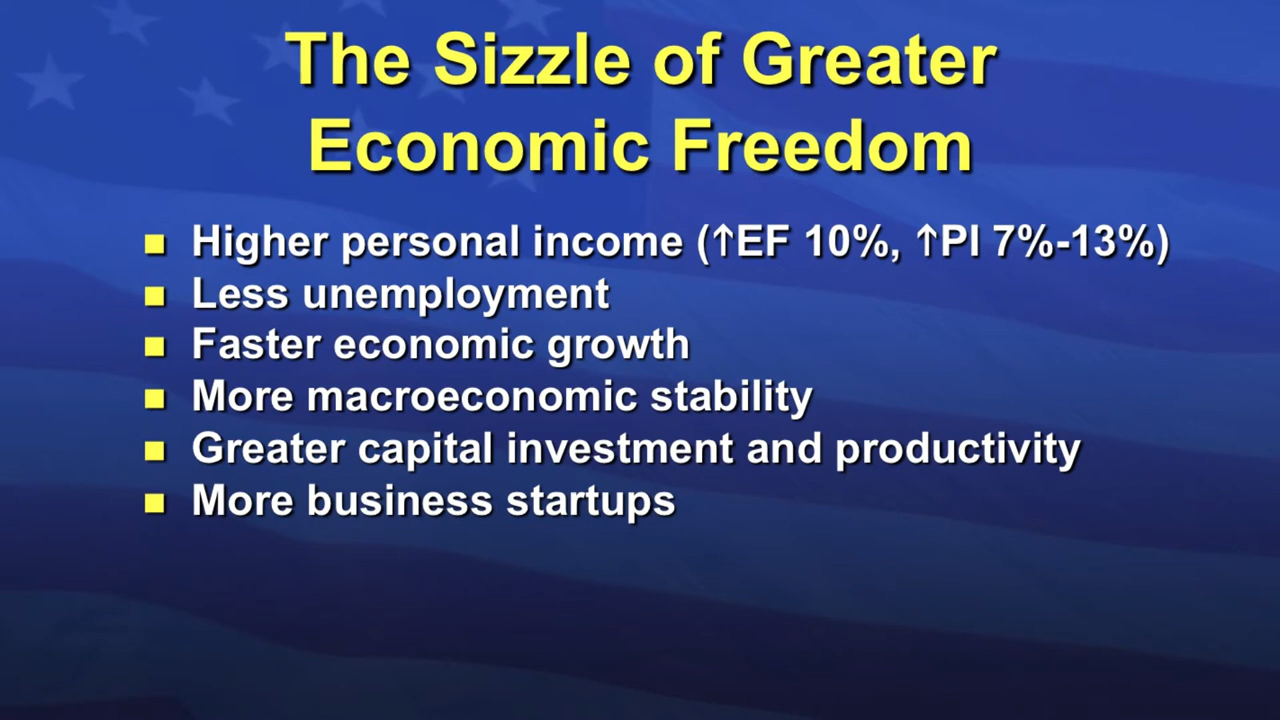 The Sizzle of Greater
Economic Freedom
■ Higher personal income (↑EF 10%, ↑PI 7%-13%)
■ Less unemployment
■ Faster economic growth
■ More macroeconomic stability
■ Greater capital investment and productivity
■ More business startups